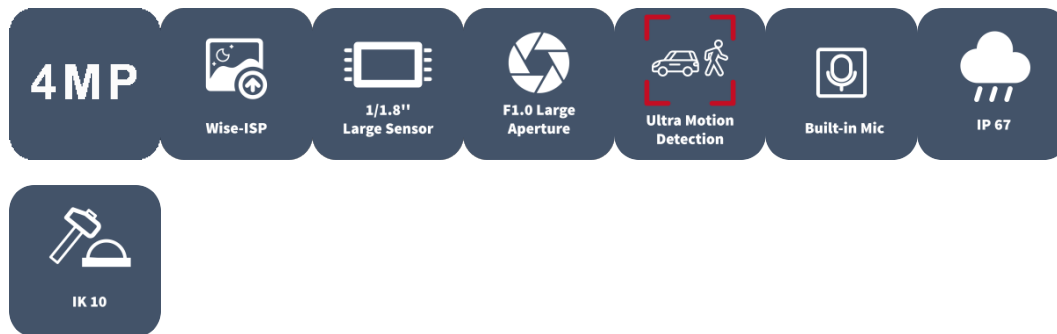 4MP
Wise-ISP
1/1.8''
Large Sensor
F1.0 Large
Aperture
Ultra Motion
Detection
Built-in Mic
IP 67
IK 10